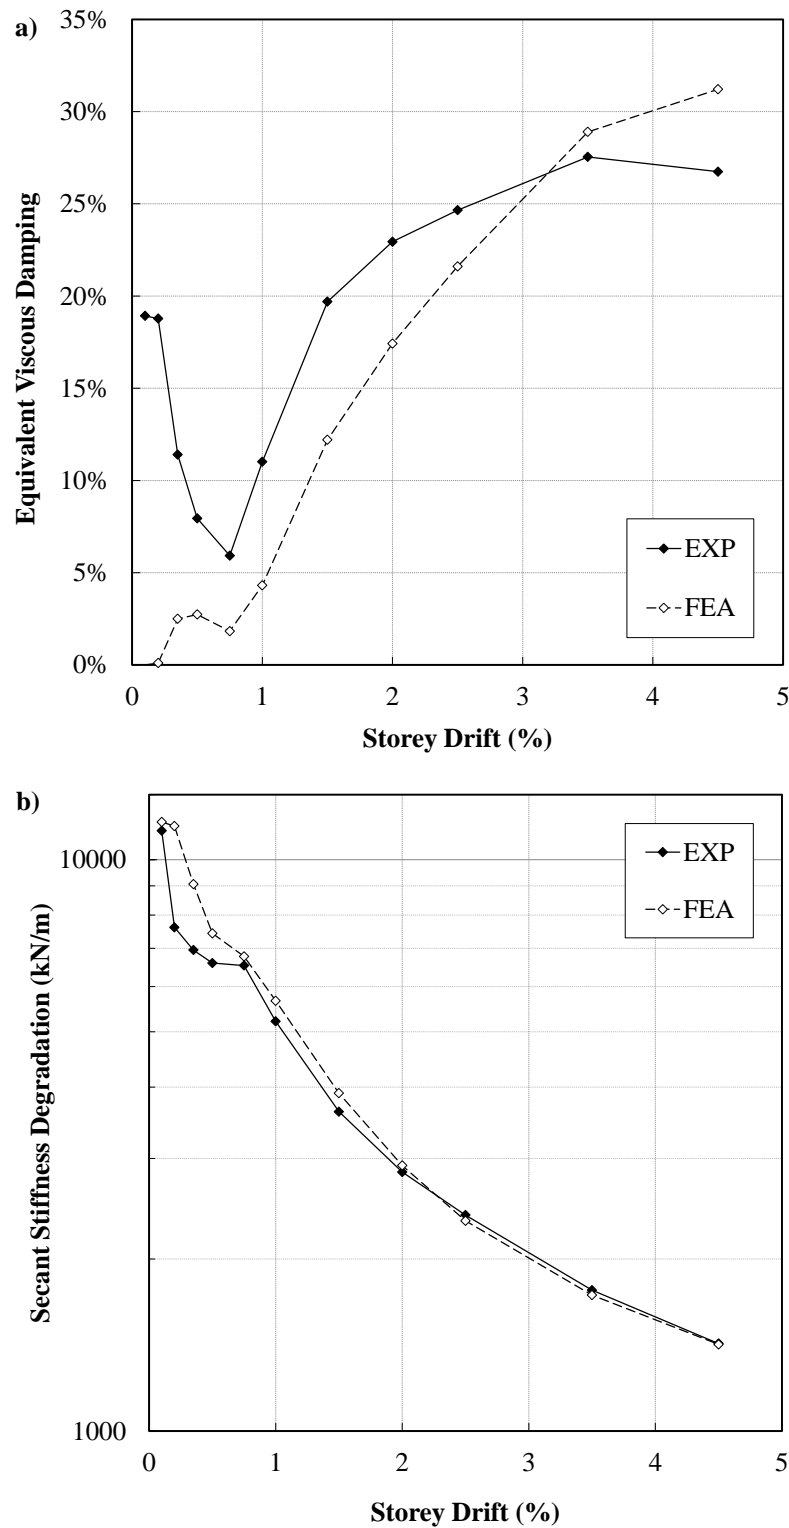 a)
35%
30%
25%
20%
15%
10%
5%
0%
Equivalent Viscous Damping
EXP
FEA
0 1 2 3 4 5
Storey Drift (%)
b)
10000
1000
Secant Stiffness Degradation (kN/m)
EXP
FEA
0 1 2 3 4 5
Storey Drift (%)